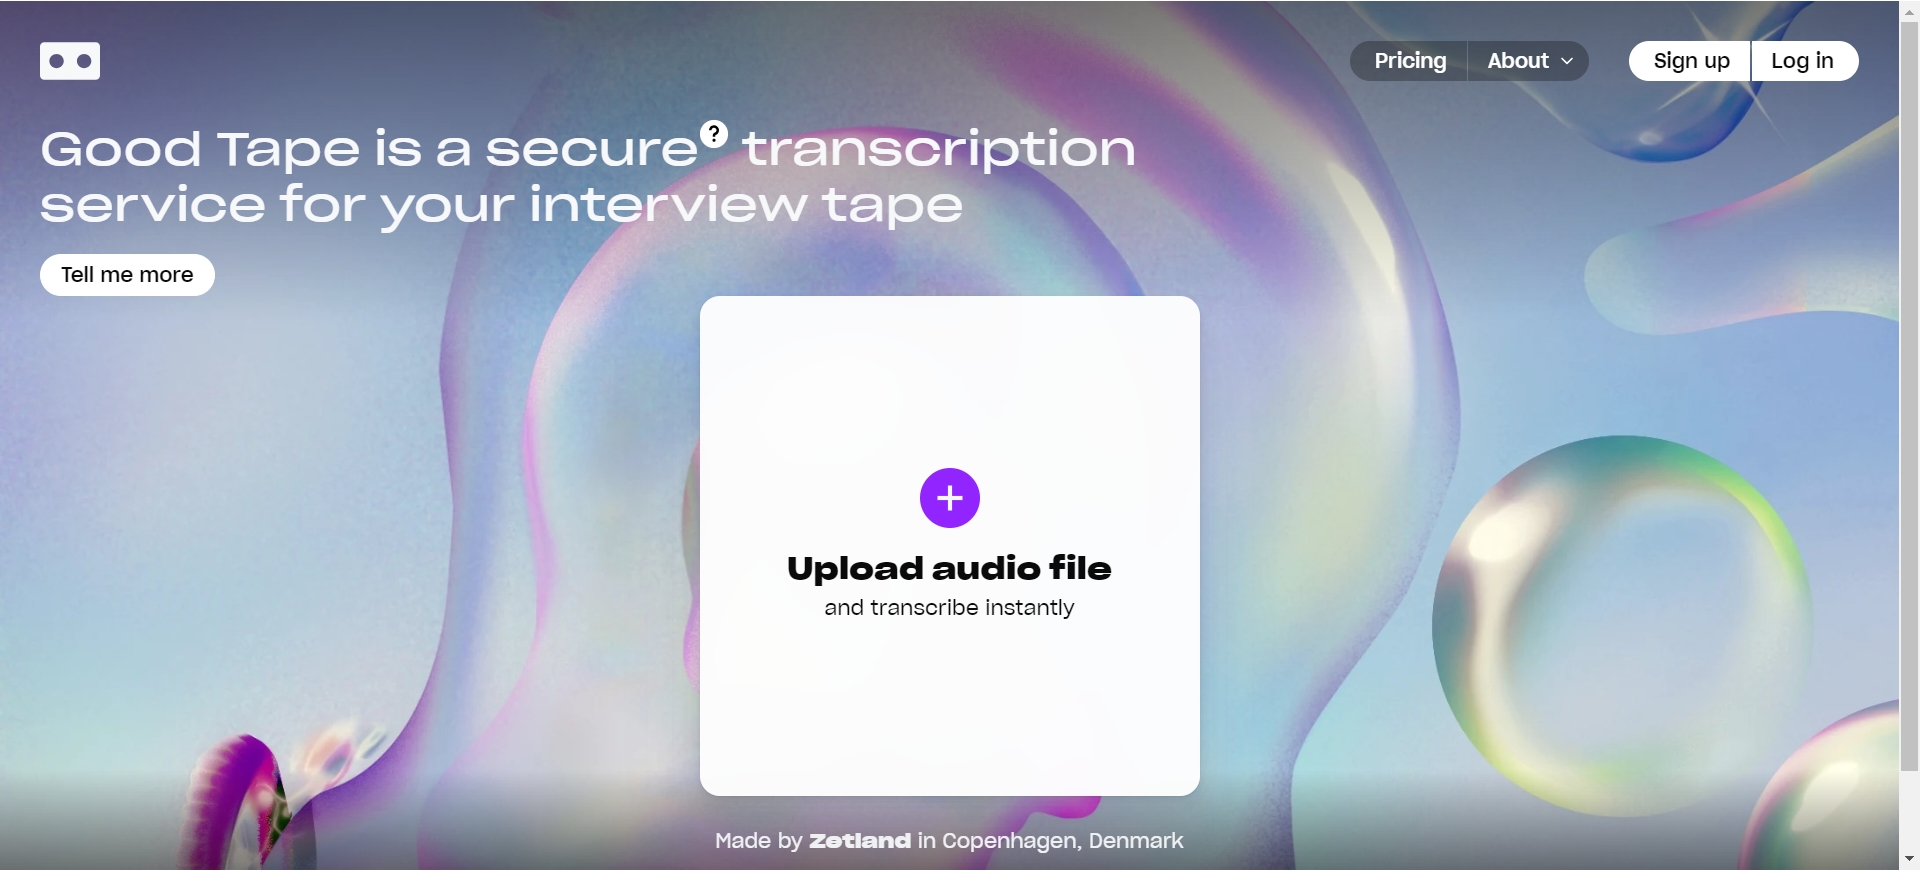 Pricing
About
Sign up
Log in
Good Tape is a secure? transcription
service for your interview tape
Tell me more
Upload audio file
and transcribe instantly
Made by Zetland in Copenhagen, Denmark